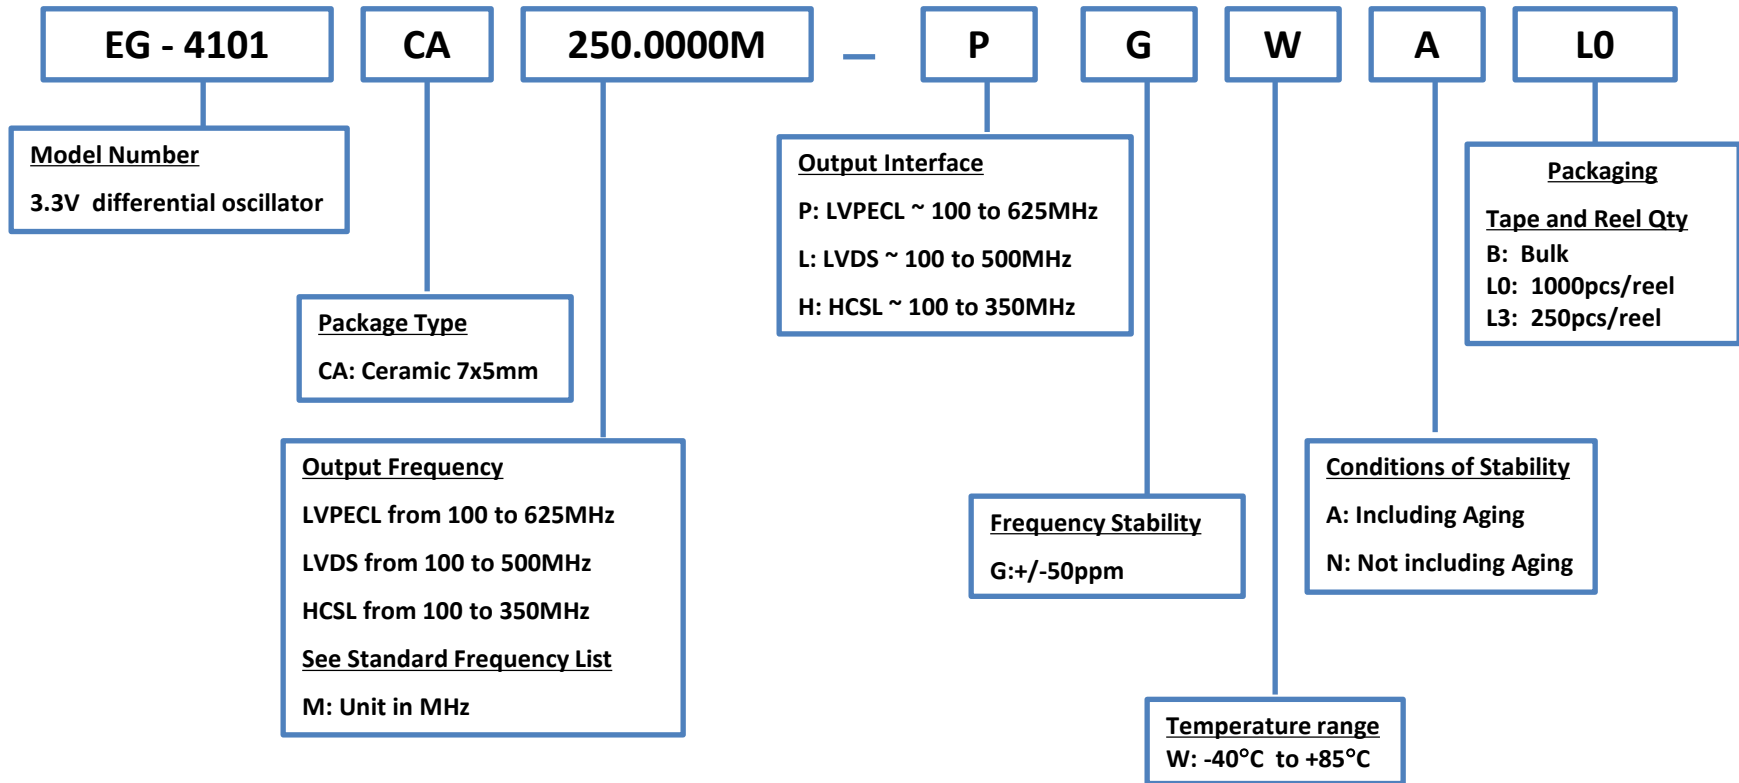 EG - 4101 CA 250.0000M _ P G W A L0
Model Number
3.3V differential oscillator
Package Type
CA: Ceramic 7x5mm
Output Frequency
LVPECL from 100 to 625MHz
LVDS from 100 to 500MHz
HCSL from 100 to 350MHz
See Standard Frequency List
M: Unit in MHz
Output Interface
P: LVPECL ~ 100 to 625MHz
L: LVDS ~ 100 to 500MHz
H: HCSL ~ 100 to 350MHz
Frequency Stability
G:+/-50ppm
Temperature range
W: -40°C to +85°C
Conditions of Stability
A: Including Aging
N: Not including Aging
Packaging
Tape and Reel Qty
B: Bulk
L0: 1000pcs/reel
L3: 250pcs/reel